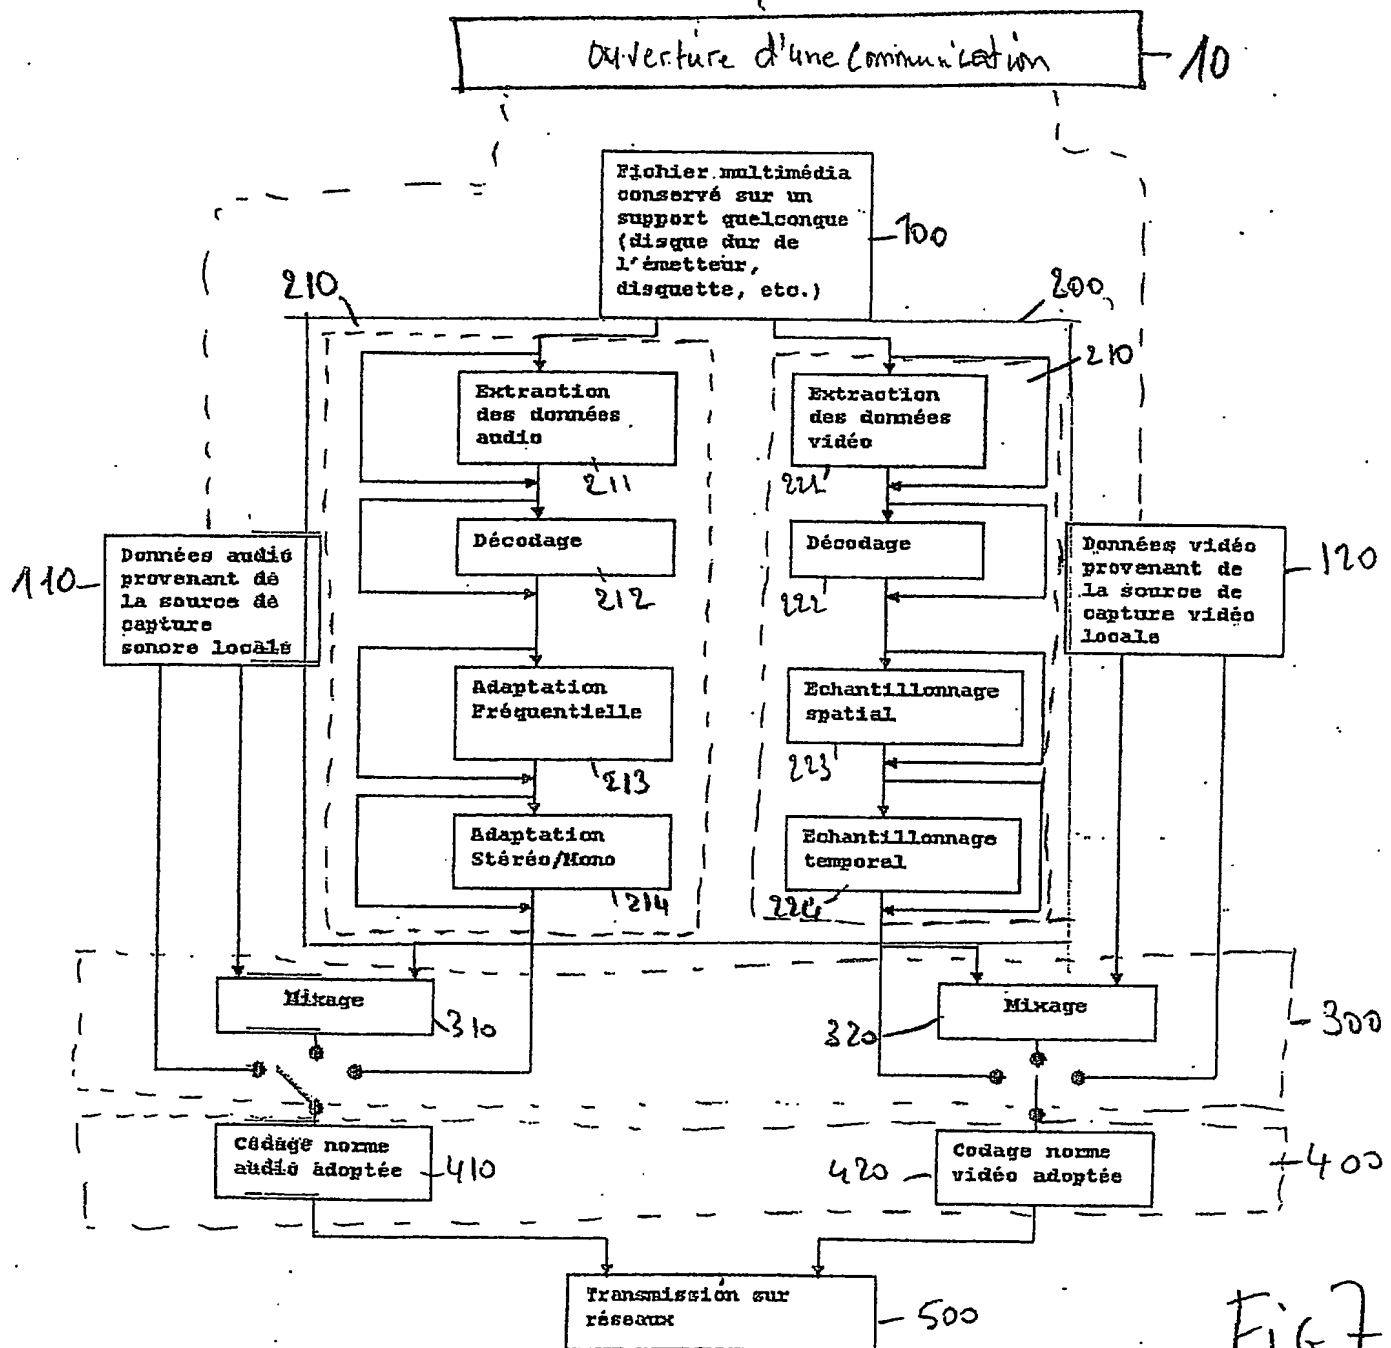 Ouverture d'une Communication
10
Fichier multimédia
conservé sur un
support quelconque
(disque dur de
l'émetteur,
disquette, etc.)
100
210
200
210
Extraction
des données
audio
211
Extraction
des données
vidéo
221
Décodage
212
Décodage
222
Données audio
provenant de
la source de
capture
sonore locale
110
Données vidéo
provenant de
la source de
capture vidéo
locale
120
Adaptation
Fréquentielle
213
Echantillonnage
spatial
223
Adaptation
Stéréo/Mono
214
Echantillonnage
temporel
224
Mixage
310
Mixage
320
300
Codage norme
audio adoptée
410
Codage norme
vidéo adoptée
420
400
Transmission sur
réseaux
500
Fig 7